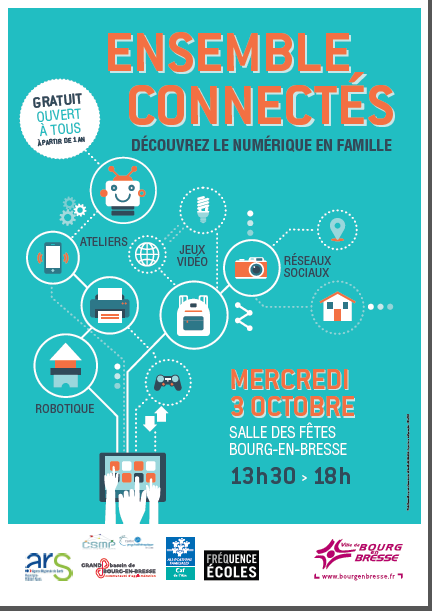 ENSEMBLE
CONNECTÉS
GRATUIT
OUVERT
À TOUS
À PARTIR DE 1 AN
DÉCOUVREZ LE NUMÉRIQUE EN FAMILLE
ATELIERS
JEUX
VIDÉO
RÉSEAUX
SOCIAUX
ROBOTIQUE
MERCREDI
3 OCTOBRE
SALLE DES FÊTES
BOURG-EN-BRESSE
13h30 > 18h
csmp
ars
GRAND bassin de
BOURG-EN-BRESSE
ALLOCATIONS
FAMILIALES
Caf
de l'Ain
FRÉQUENCE
ÉCOLES
Ville de BOURG
en
BRESSE
www.bourgenbresse.fr